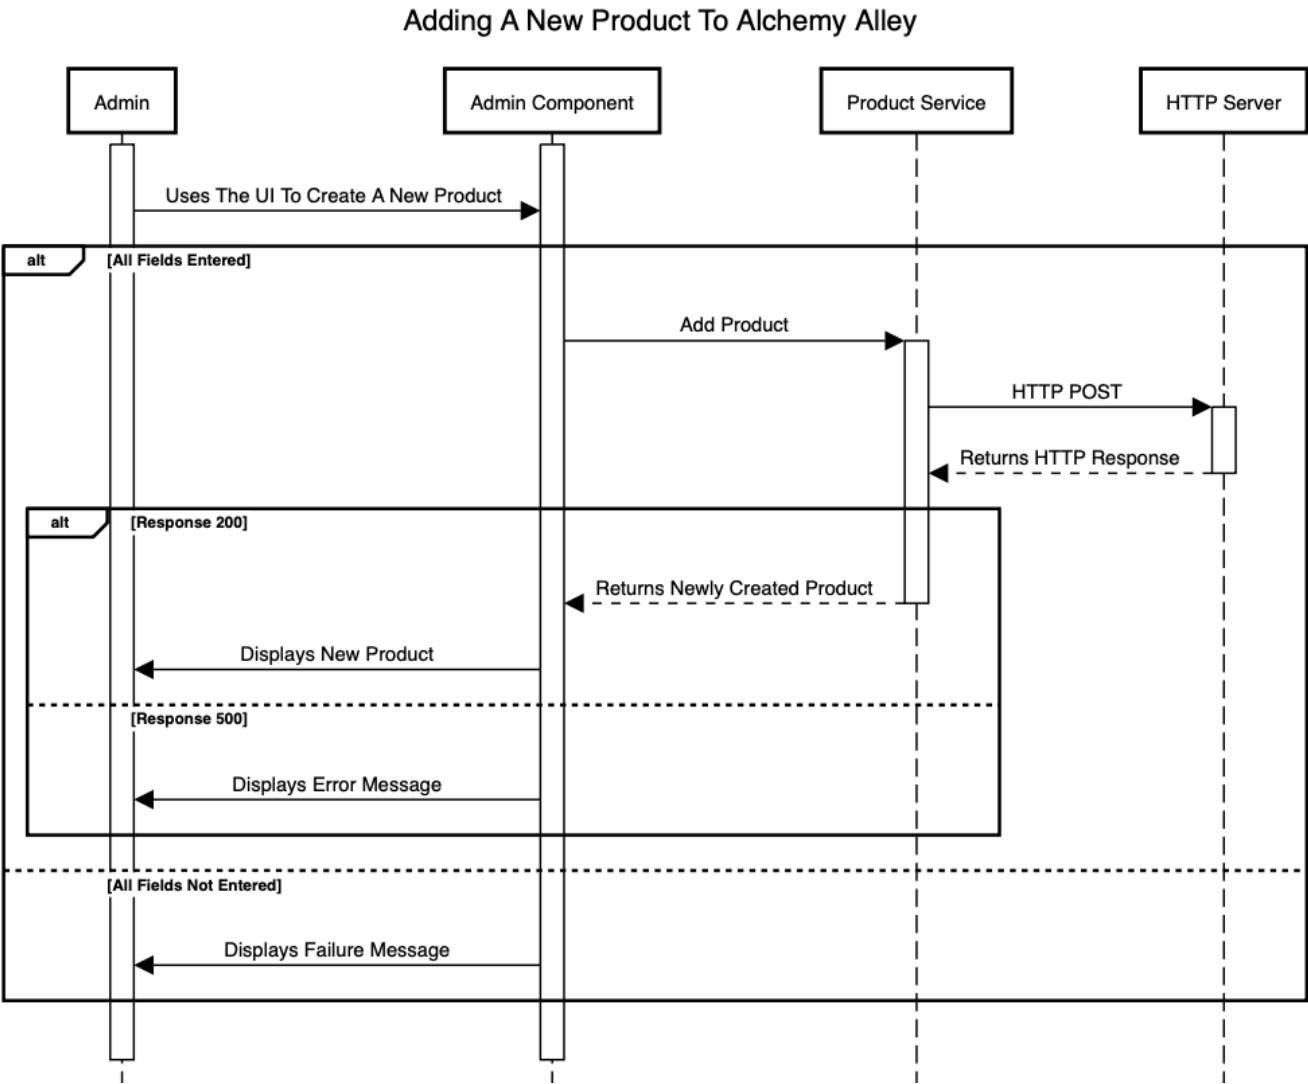 Adding A New Product To Alchemy Alley
Admin
Admin Component
Product Service
HTTP Server
Uses The UI To Create A New Product
alt
[All Fields Entered]
Add Product
HTTP POST
Returns HTTP Response
alt
[Response 200]
Returns Newly Created Product
Displays New Product
[Response 500]
Displays Error Message
[All Fields Not Entered]
Displays Failure Message